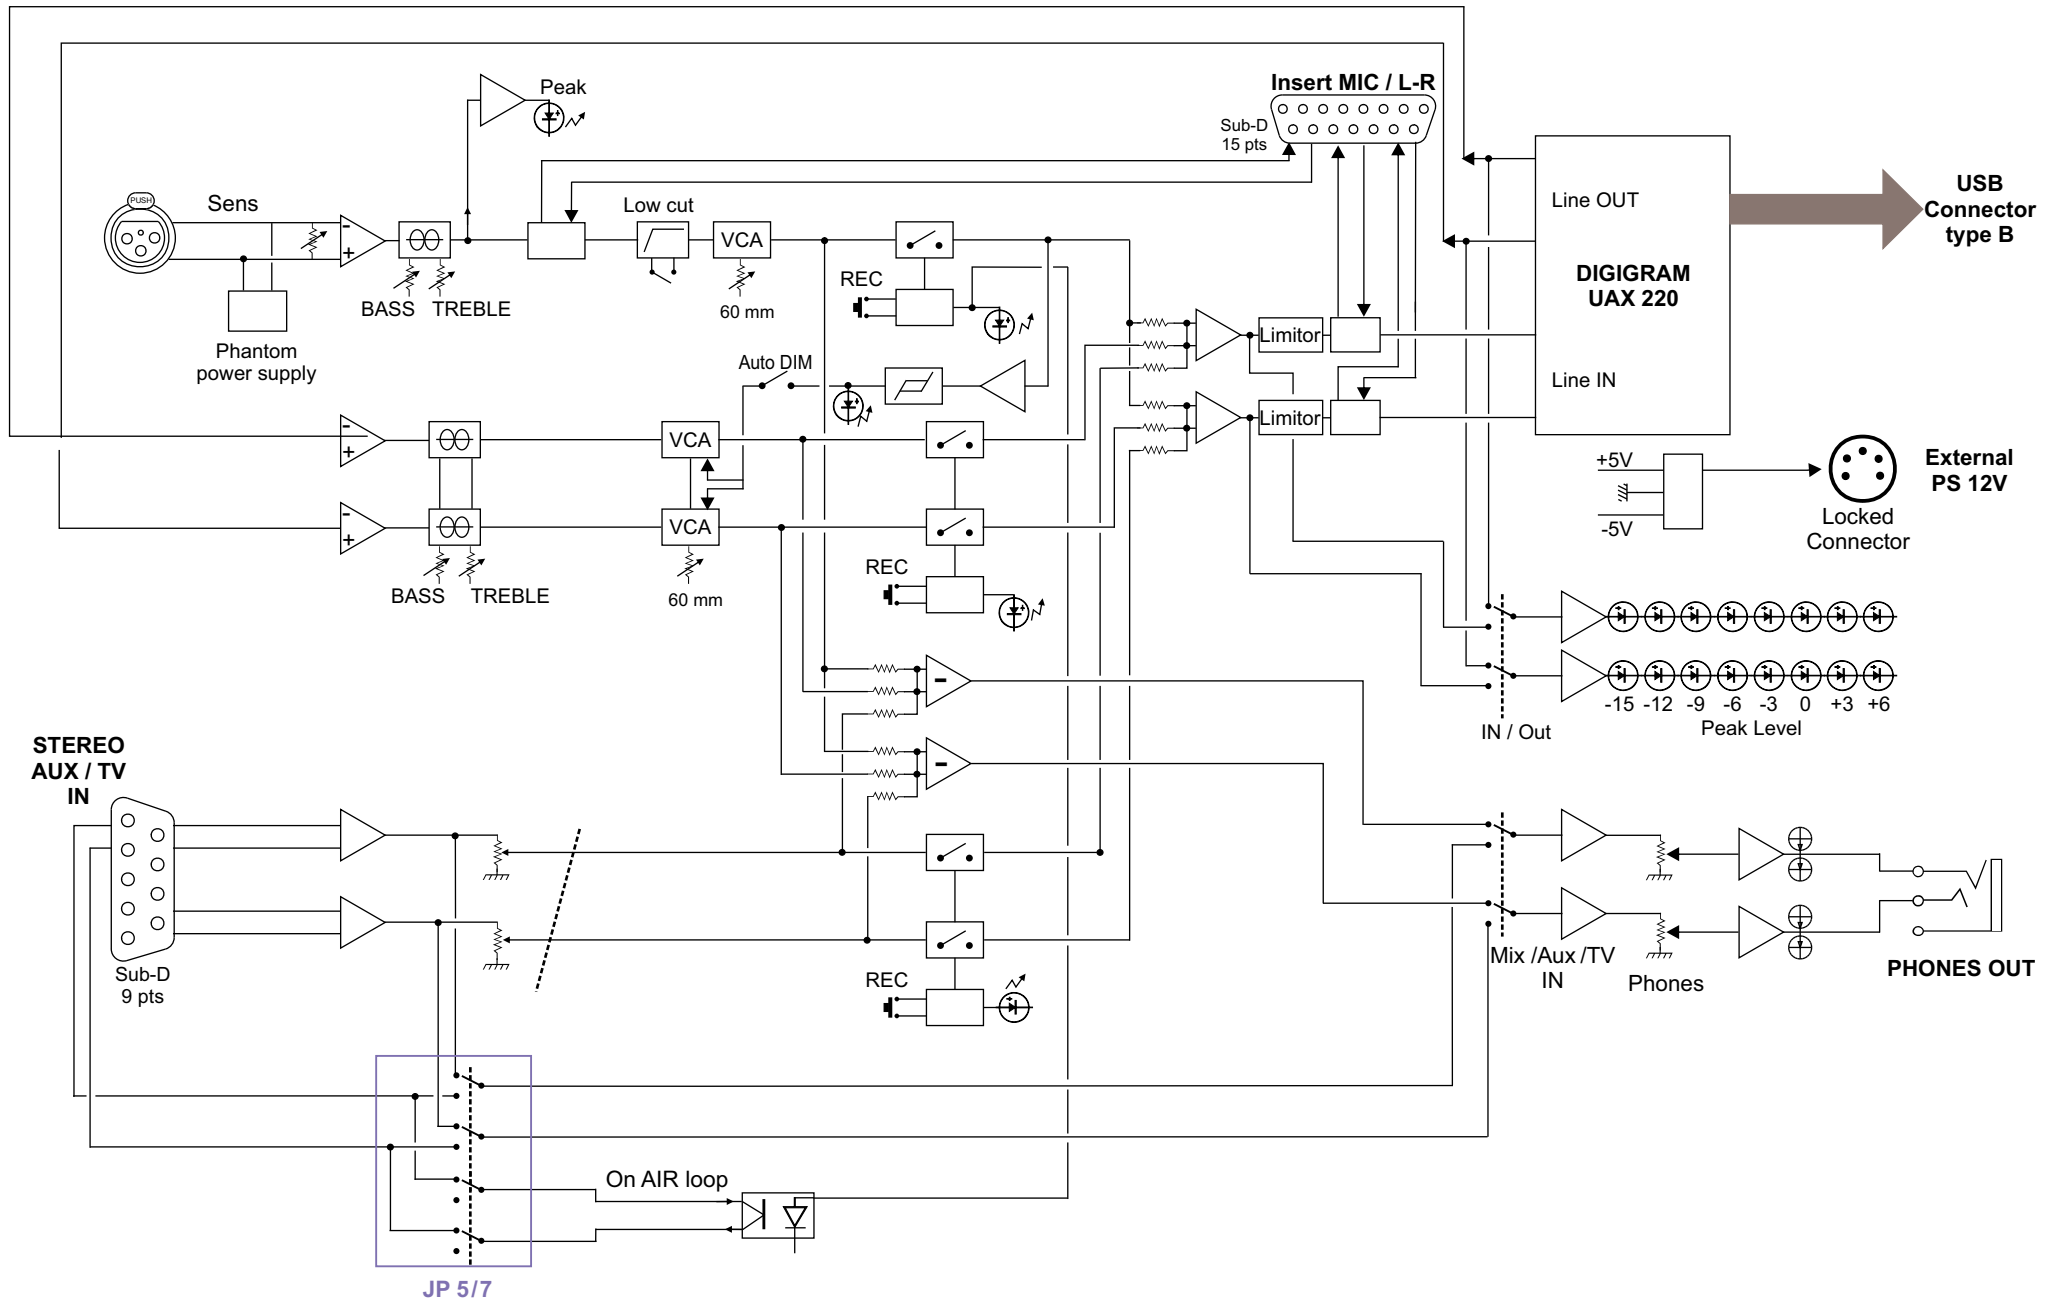 Peak
Insert MIC / L-R
Sub-D
15 pts
PUSH
Sens
Low cut
VCA
Line OUT
USB
Connector
type B
DIGIGRAM
UAX 220
REC
BASS TREBLE
60 mm
Phantom
power supply
Limitor
Auto DIM
Line IN
Limitor
- +
VCA
+5V
External
PS 12V
-5V
Locked
Connector
- +
VCA
BASS TREBLE
60 mm
REC
-
-15 -12 -9 -6 -3 0 +3 +6
Peak Level
IN / Out
-
STEREO
AUX / TV
IN
Sub-D
9 pts
REC
Mix /Aux /TV
IN
Phones
PHONES OUT
On AIR loop
JP 5/7